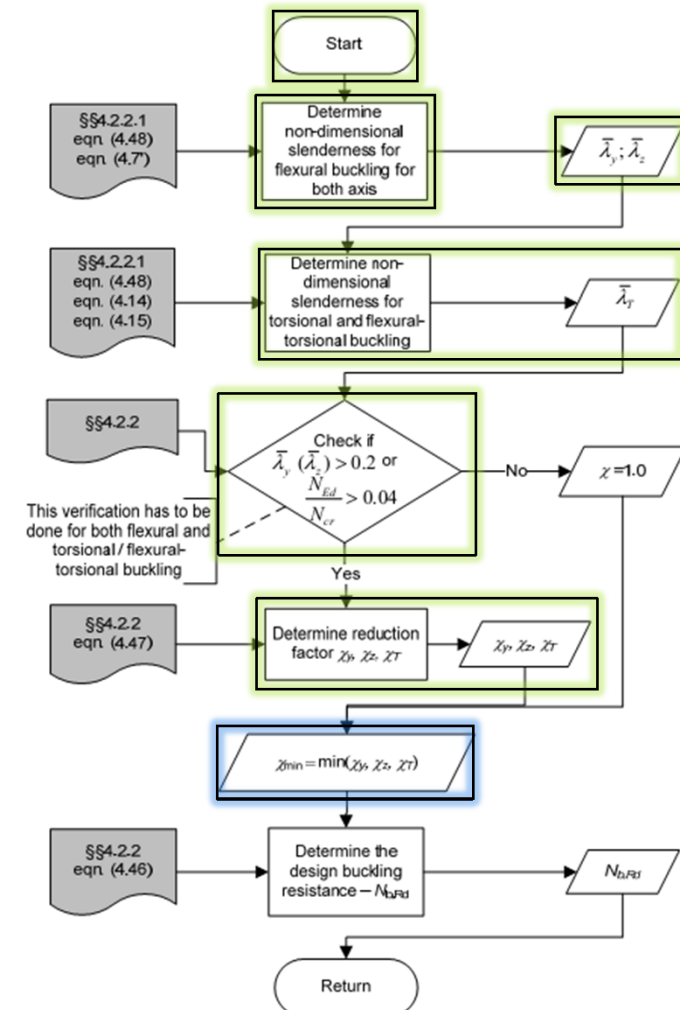 Start
§§4.2.2.1
eqn. (4.48)
eqn. (4.7')
Determine
non-dimensional
slenderness for
flexural buckling for
both axis
λ̄y; λ̄z
§§4.2.2.1
eqn. (4.48)
eqn. (4.14)
eqn. (4.15)
Determine non-
dimensional
slenderness for
torsional and flexural-
torsional buckling
λ̄T
§§4.2.2
Check if
λ̄y (λ̄z) > 0.2 or
NEd
Ncr
> 0.04
No
χ=1.0
This verification has to be
done for both flexural and
torsional / flexural-
torsional buckling
Yes
§§4.2.2
eqn. (4.47)
Determine reduction
factor χy, χz, χT
χy, χz, χT
χmin = min(χy, χz, χT)
§§4.2.2
eqn. (4.46)
Determine the
design buckling
resistance – Nb,Rd
Nb,Rd
Return